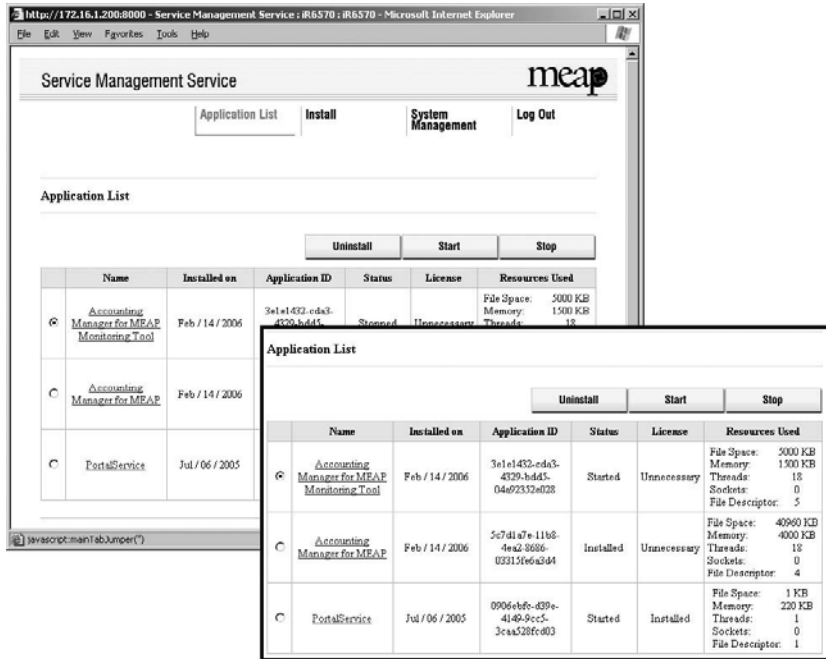 http://172.16.1.200:8000 - Service Management Service : iR6570 : iR6570 - Microsoft Internet Explorer
File Edit View Favorites Tools Help
Service Management Service
meap
Application List Install System Management Log Out
Application List
Uninstall Start Stop
Name Installed on Application ID Status License Resources Used
Accounting Manager for MEAP Monitoring Tool
Feb / 14 / 2006
3e1e1432-cda3-
4329-bdd5-
Stopped
Unnecessary
File Space: 5000 KB
Memory: 1500 KB
Threads: 18
Accounting
Manager for MEAP
Feb / 14 / 2006
PortalService
Jul / 06 / 2005
javascript:mainTabJumper('')
Application List
Uninstall Start Stop
Name Installed on Application ID Status License Resources Used
Accounting
Manager for MEAP
Monitoring Tool
Feb / 14 / 2006
3e1e1432-cda3-
4329-bdd5-
04a92352e028
Started
Unnecessary
File Space: 5000 KB
Memory: 1500 KB
Threads: 18
Sockets: 0
File Descriptor: 5
Accounting
Manager for MEAP
Feb / 14 / 2006
5c7d1a7e-11b8-
4ea2-8686-
03315fe6a3d4
Installed
Unnecessary
File Space: 40960 KB
Memory: 4000 KB
Threads: 18
Sockets: 0
File Descriptor: 4
PortalService
Jul / 06 / 2005
0906ebfc-d39e-
4149-9cc5-
3caa528fcd03
Started
Installed
File Space: 1 KB
Memory: 220 KB
Threads: 1
Sockets: 0
File Descriptor: 1